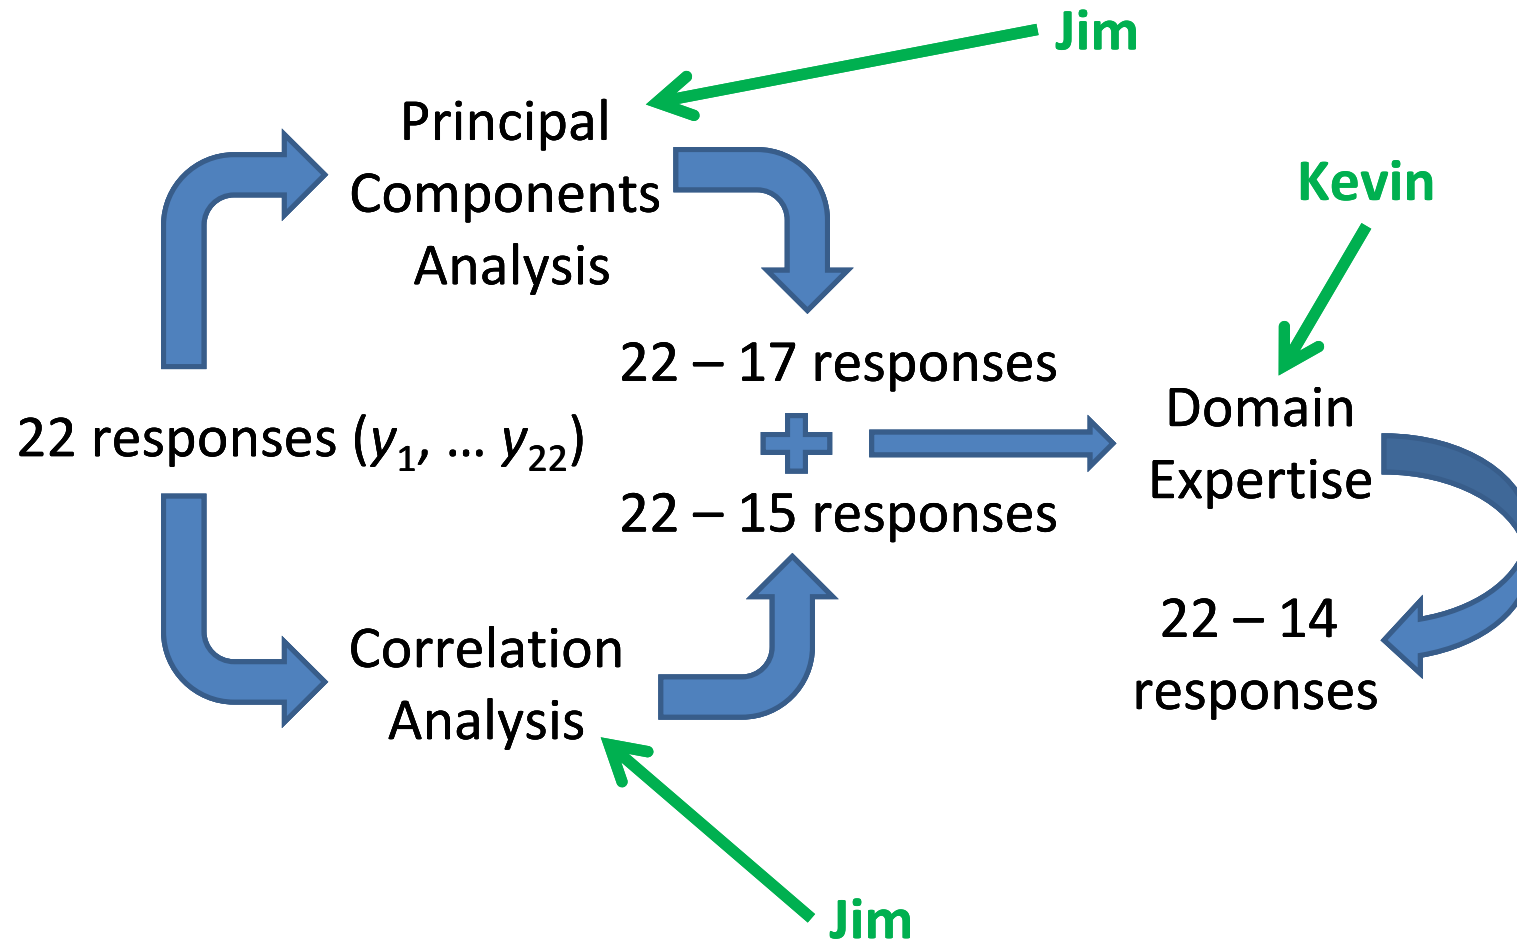 Jim
Principal
Components
Analysis
Kevin
22 – 17 responses
Domain
Expertise
22 responses (y₁, … y₂₂)
22 – 15 responses
22 – 14
responses
Correlation
Analysis
Jim